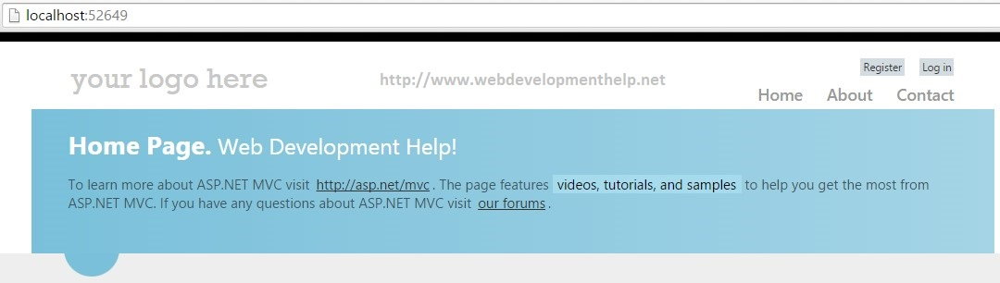 localhost:52649
Register Log in
your logo here http://www.webdevelopmenthelp.net
Home About Contact
Home Page. Web Development Help!
To learn more about ASP.NET MVC visit http://asp.net/mvc. The page features videos, tutorials, and samples to help you get the most from
ASP.NET MVC. If you have any questions about ASP.NET MVC visit our forums.